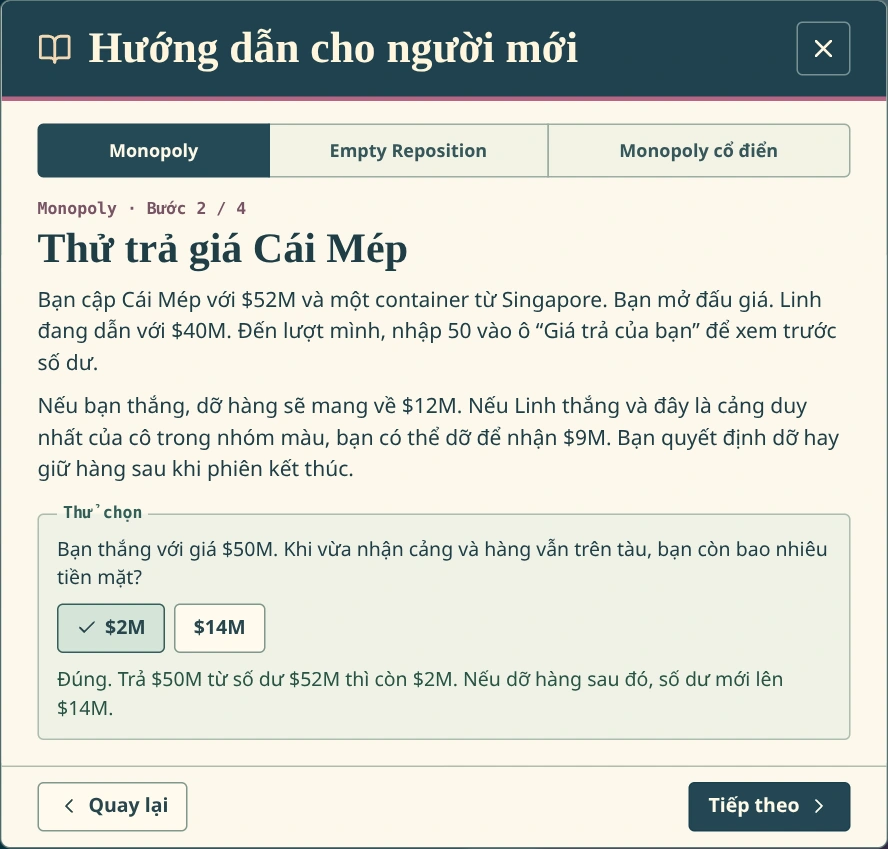 Hướng dẫn cho người mới
Monopoly
Empty Reposition
Monopoly cổ điển
Monopoly · Bước 2 / 4
Thử trả giá Cái Mép
Bạn cập Cái Mép với $52M và một container từ Singapore. Bạn mở đấu giá. Linh
đang dẫn với $40M. Đến lượt mình, nhập 50 vào ô “Giá trả của bạn” để xem trước
số dư.
Nếu bạn thắng, dỡ hàng sẽ mang về $12M. Nếu Linh thắng và đây là cảng duy
nhất của cô trong nhóm màu, bạn có thể dỡ để nhận $9M. Bạn quyết định dỡ hay
giữ hàng sau khi phiên kết thúc.
Thử chọn
Bạn thắng với giá $50M. Khi vừa nhận cảng và hàng vẫn trên tàu, bạn còn bao nhiêu
tiền mặt?
$2M
$14M
Đúng. Trả $50M từ số dư $52M thì còn $2M. Nếu dỡ hàng sau đó, số dư mới lên
$14M.
Quay lại
Tiếp theo